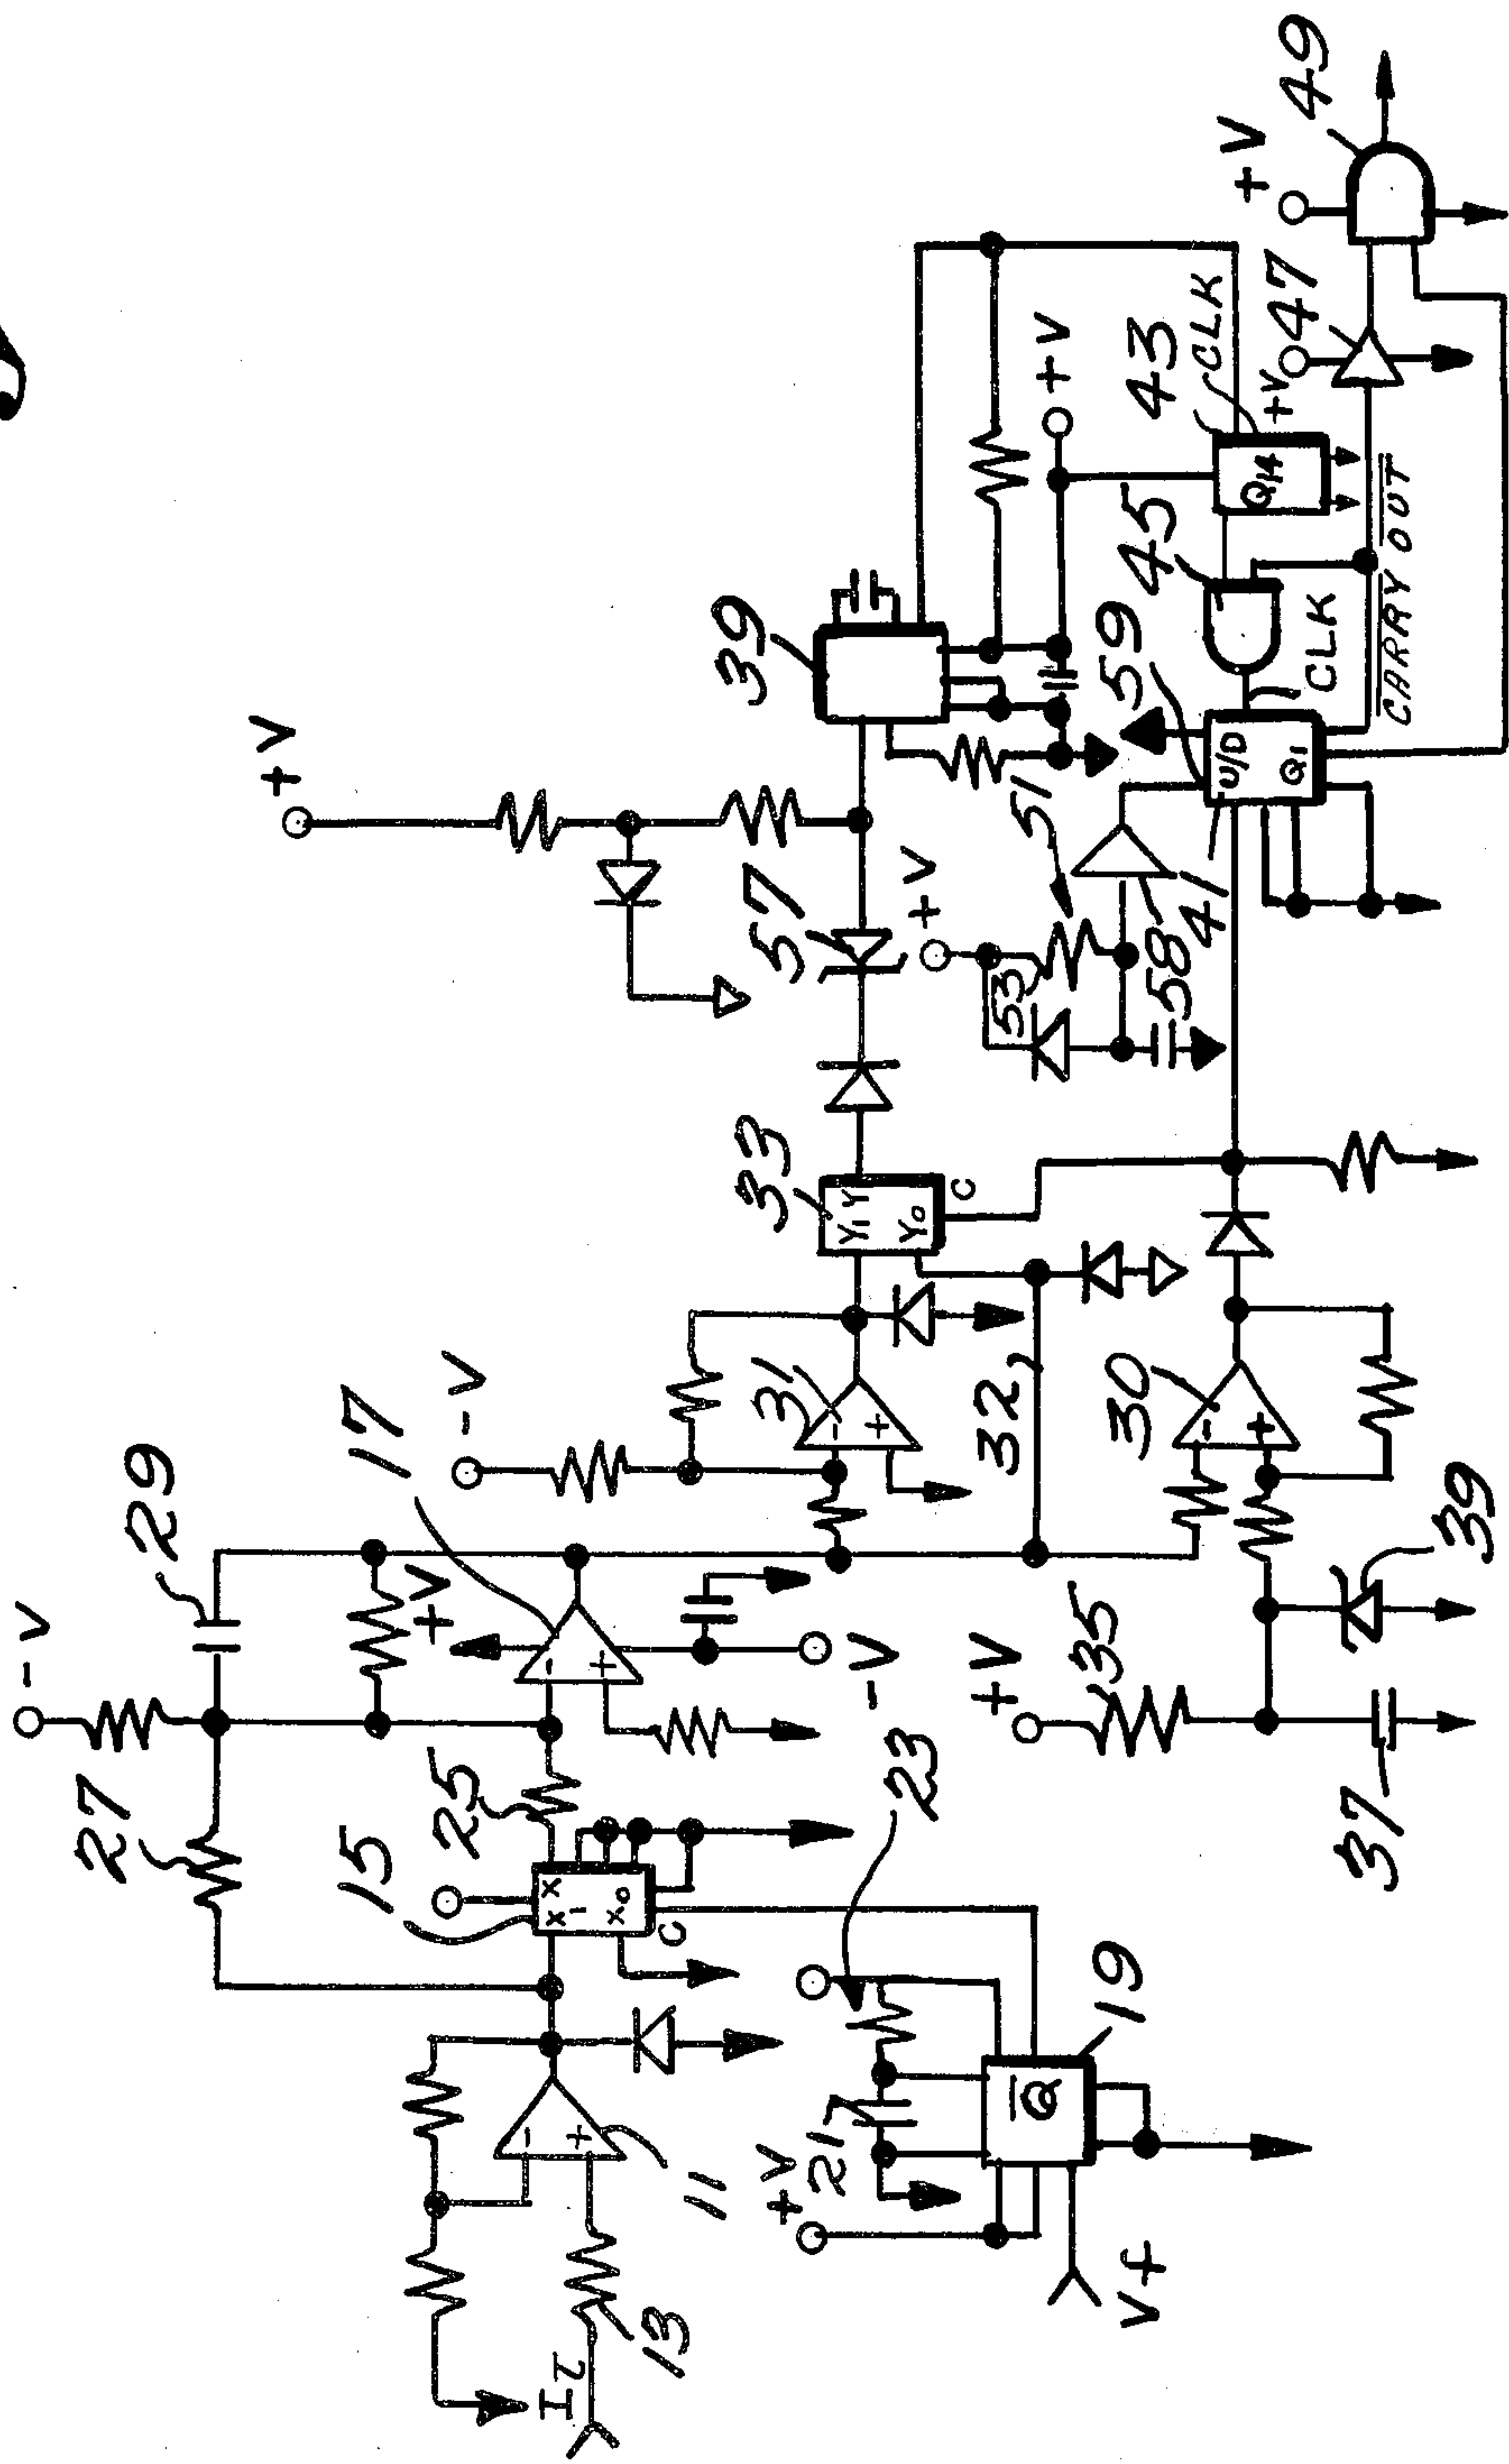 -V
27
29
+V
15
25
17
-V
+V
- +
X X
1
X0
C
11
- +
13
Iτ
+V
21
23
-V
31
- +
33
Y1 Y
Y0
C
57
39
+V
32
53
51
+V
Q̅
19
Vf
+V
35
30
- +
58
59
45
43
CLK
41
U/D
Q1
CLK
Q14
+V
47
+V
49
37
39
CARRY OUT